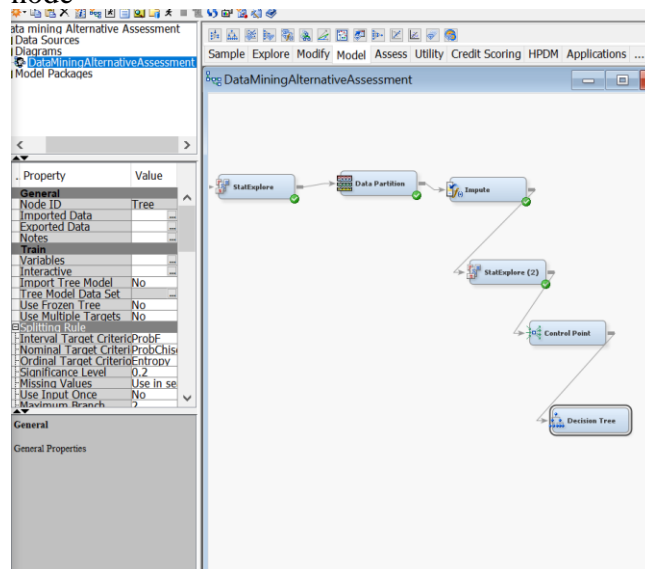 node
ata mining Alternative Assessment
Data Sources
Diagrams
DataMiningAlternativeAssessment
Model Packages
Sample Explore Modify Model Assess Utility Credit Scoring HPDM Applications ...
DataMiningAlternativeAssessment
. Property Value
General
Node ID Tree
Imported Data ...
Exported Data ...
Notes ...
Train
Variables ...
Interactive ...
Import Tree Model No
Tree Model Data Set ...
Use Frozen Tree No
Use Multiple Targets No
Splitting Rule
Interval Target Criteric ProbF
Nominal Target Criteri ProbChis
Ordinal Target Criterio Entropy
Significance Level 0.2
Missing Values Use in se
Use Input Once No
Maximum Branch 2
General
General Properties
StatExplore
Data Partition
Impute
StatExplore (2)
Control Point
Decision Tree